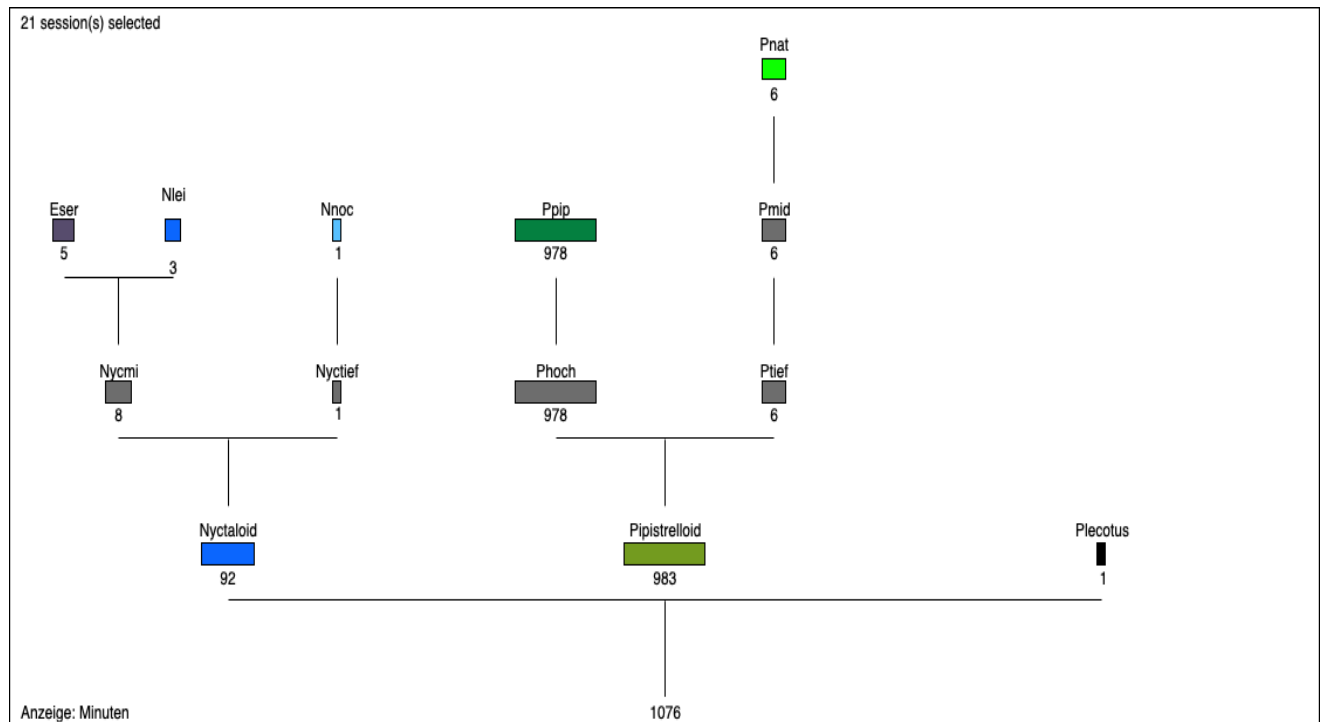 21 session(s) selected
Pnat
6
Eser
Nlei
Nnoc
Ppip
Pmid
5
3
1
978
6
Nycmi
Nyctief
Phoch
Ptief
8
1
978
6
Nyctaloid
Pipistrelloid
Plecotus
92
983
1
Anzeige: Minuten
1076